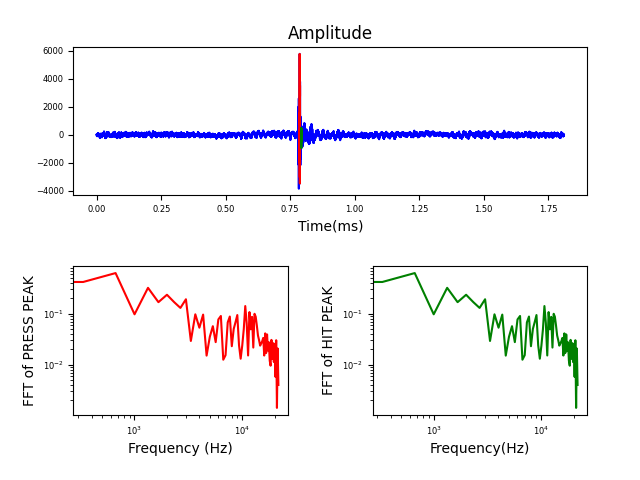 Amplitude
6000
4000
2000
0
−2000
−4000
0.00 0.25 0.50 0.75 1.00 1.25 1.50 1.75
Time(ms)
FFT of PRESS PEAK
10⁻¹
10⁻²
10³ 10⁴
Frequency (Hz)
FFT of HIT PEAK
10⁻¹
10⁻²
10³ 10⁴
Frequency(Hz)